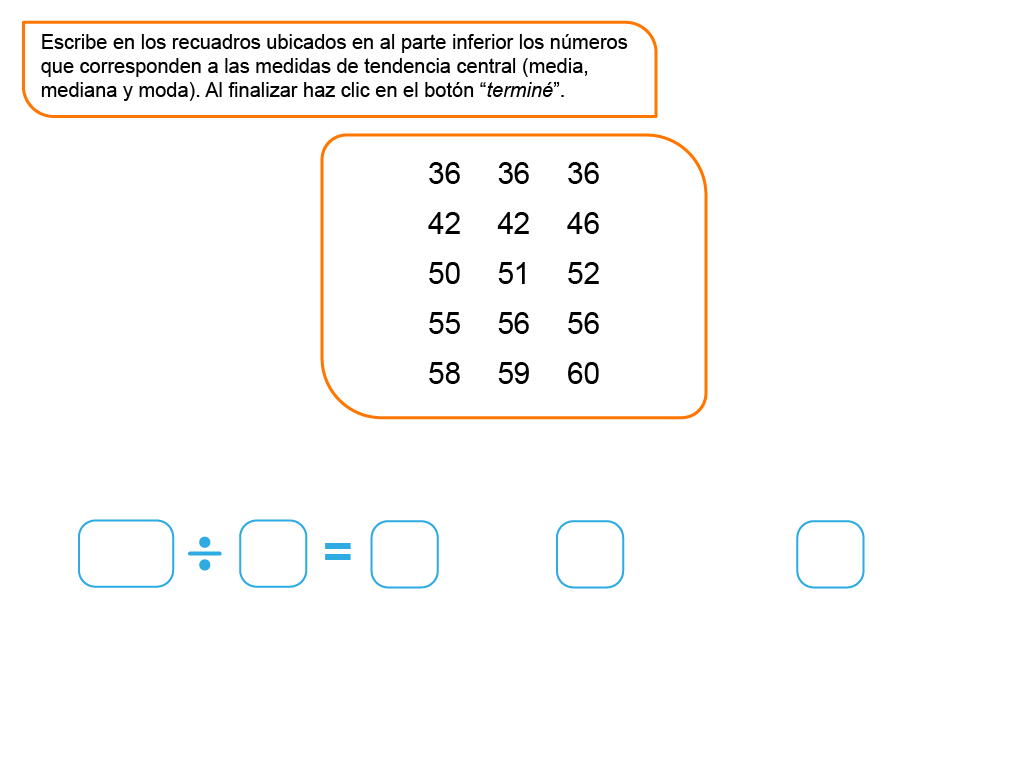 Escribe en los recuadros ubicados en al parte inferior los números
que corresponden a las medidas de tendencia central (media,
mediana y moda). Al finalizar haz clic en el botón “terminé”.
36 36 36
42 42 46
50 51 52
55 56 56
58 59 60
÷ =